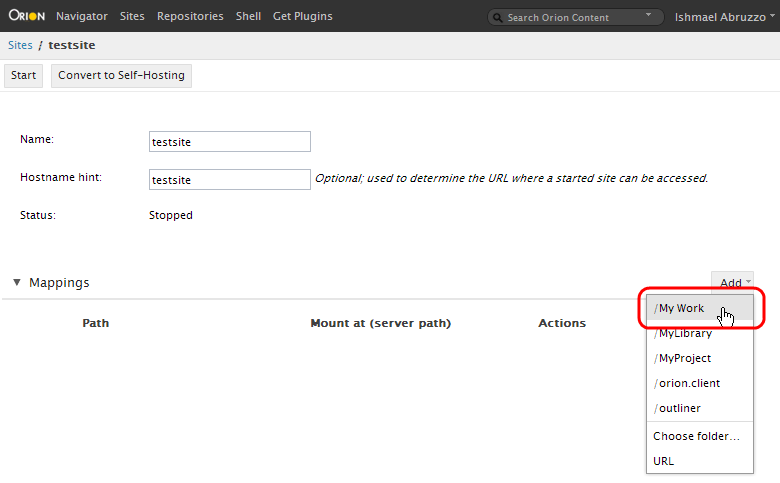 ORION Navigator Sites Repositories Shell Get Plugins Search Orion Content Ishmael Abruzzo
Sites / testsite
Start Convert to Self-Hosting
Name: testsite
Hostname hint: testsite Optional; used to determine the URL where a started site can be accessed.
Status: Stopped
Mappings Add
Path Mount at (server path) Actions
/My Work
/MyLibrary
/MyProject
/orion.client
/outliner
Choose folder...
URL